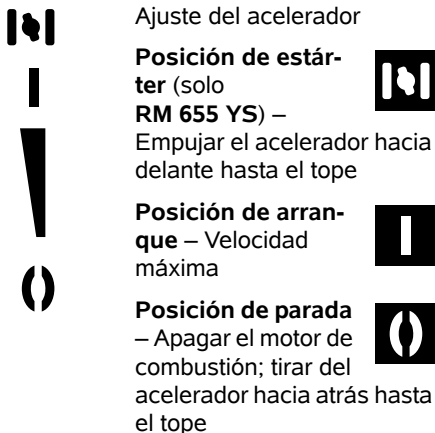 Ajuste del acelerador
Posición de estár-
ter (solo
RM 655 YS) –
Empujar el acelerador hacia
delante hasta el tope
Posición de arran-
que – Velocidad
máxima
Posición de parada
– Apagar el motor de
combustión; tirar del
acelerador hacia atrás hasta
el tope